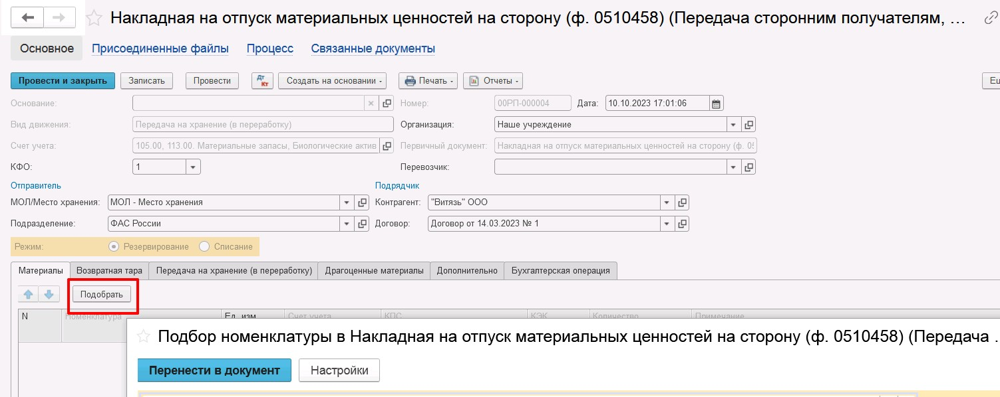 Накладная на отпуск материальных ценностей на сторону (ф. 0510458) (Передача сторонним получателям, ...
Основное Присоединенные файлы Процесс Связанные документы
Провести и закрыть Записать Провести Дт Кт Создать на основании Печать Отчеты Ещ
Основание: Номер: 00РП-000004 Дата: 10.10.2023 17:01:06
Вид движения: Передача на хранение (в переработку) Организация: Наше учреждение
Счет учета: 105.00, 113.00. Материальные запасы, Биологические актив Первичный документ: Накладная на отпуск материальных ценностей на сторону (ф. 05
КФО: 1 Перевозчик:
Отправитель Подрядчик
МОЛ/Место хранения: МОЛ - Место хранения Контрагент: "Витязь" ООО
Подразделение: ФАС России Договор: Договор от 14.03.2023 № 1
Режим: Резервирование Списание
Материалы Возвратная тара Передача на хранение (в переработку) Драгоценные материалы Дополнительно Бухгалтерская операция
Подобрать
N Номенклатура Ед. изм. Счет учета КПС КЭК Количество Примечание
Подбор номенклатуры в Накладная на отпуск материальных ценностей на сторону (ф. 0510458) (Передача ...
Перенести в документ Настройки